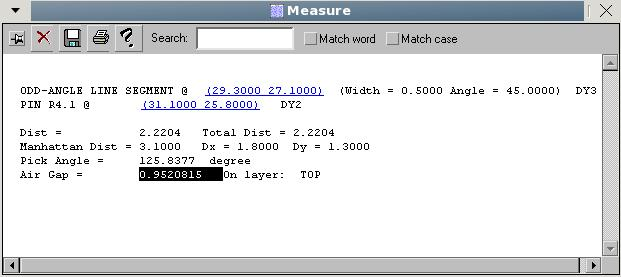 Measure
Search: Match word Match case
ODD-ANGLE LINE SEGMENT @ (29.3000 27.1000) (Width = 0.5000 Angle = 45.0000) DY3
PIN R4.1 @ (31.1000 25.8000) DY2
Dist = 2.2204 Total Dist = 2.2204
Manhattan Dist = 3.1000 Dx = 1.8000 Dy = 1.3000
Pick Angle = 125.8377 degree
Air Gap = 0.9520815 On layer: TOP